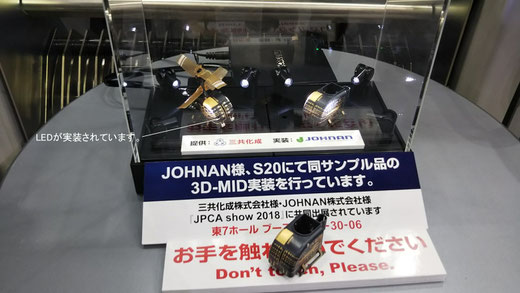 LEDが実装されています。
提供: 三共化成 実装: JOHNAN
JOHNAN様、S20にて同サンプル品の
3D-MID実装を行っています。
三共化成株式会社様・JOHNAN株式会社様
「JPCA show 2018」に共同出展されています
東7ホール ブー -30-06
お手を触れ でください
Don't t ch, Please.